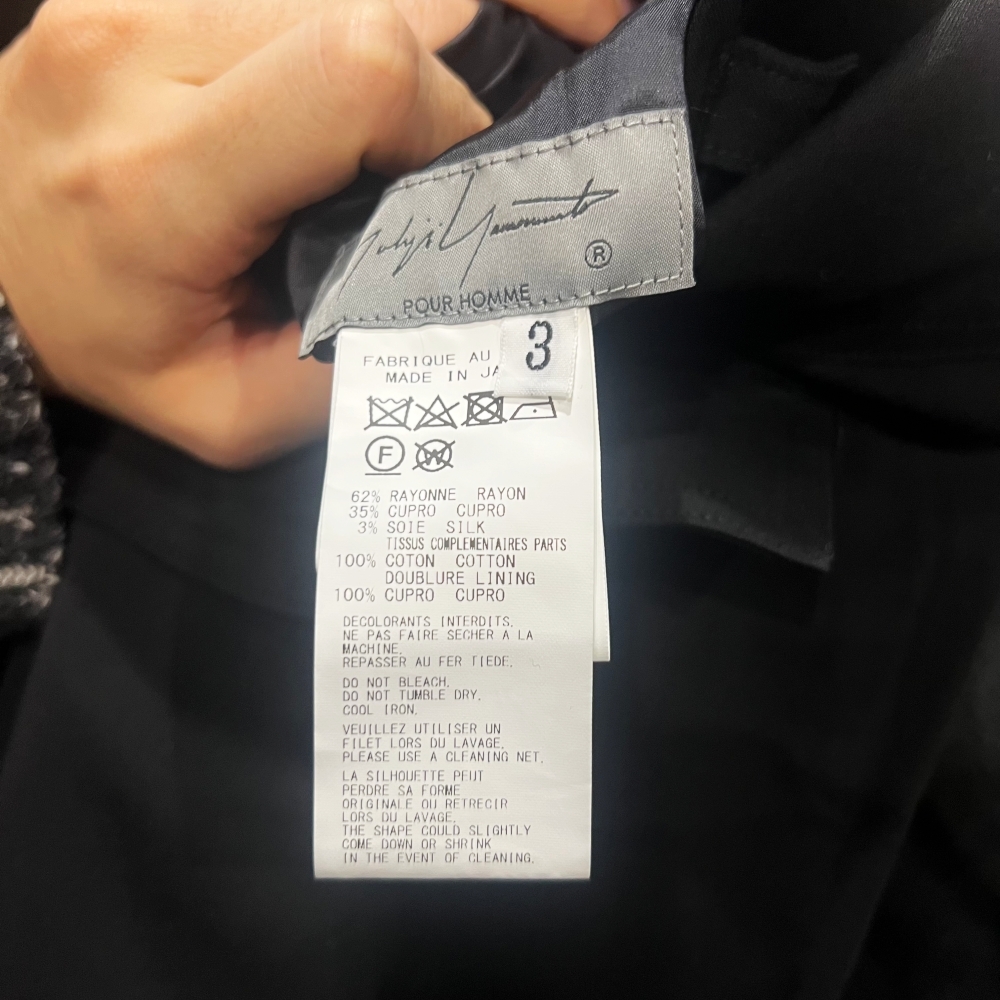 Yohji Yamamoto
®
POUR HOMME
3
FABRIQUE AU
MADE IN JA
F
W
62% RAYONNE RAYON
35% CUPRO CUPRO
3% SOIE SILK
TISSUS COMPLEMENTAIRES PARTS
100% COTON COTTON
DOUBLURE LINING
100% CUPRO CUPRO
DECOLORANTS INTERDITS.
NE PAS FAIRE SECHER A LA
MACHINE.
REPASSER AU FER TIEDE.
DO NOT BLEACH.
DO NOT TUMBLE DRY.
COOL IRON.
VEUILLEZ UTILISER UN
FILET LORS DU LAVAGE.
PLEASE USE A CLEANING NET.
LA SILHOUETTE PEUT
PERDRE SA FORME
ORIGINALE OU RETRECIR
LORS DU LAVAGE.
THE SHAPE COULD SLIGHTLY
COME DOWN OR SHRINK
IN THE EVENT OF CLEANING.